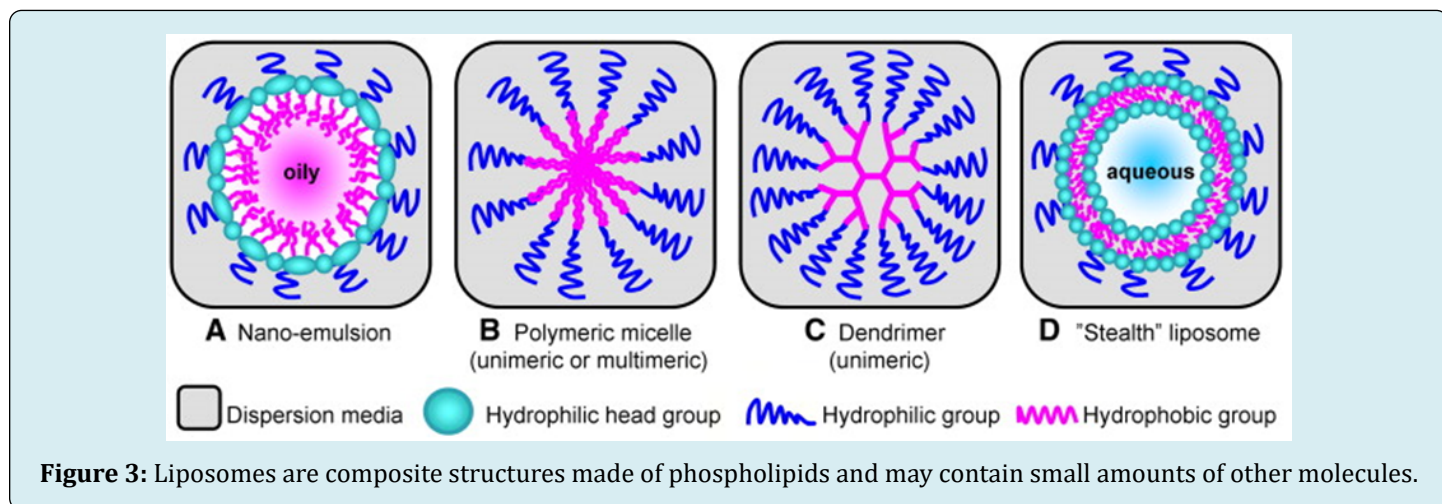 oily
aqueous
A Nano-emulsion
B Polymeric micelle
(unimeric or multimeric)
C Dendrimer
(unimeric)
D "Stealth" liposome
Dispersion media
Hydrophilic head group
Hydrophilic group
Hydrophobic group
Figure 3: Liposomes are composite structures made of phospholipids and may contain small amounts of other molecules.